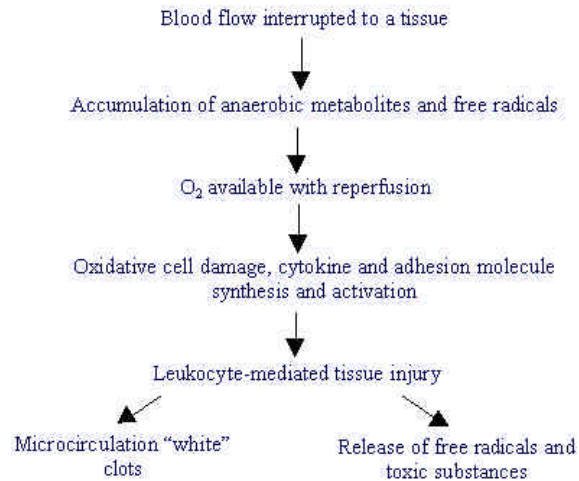 Blood flow interrupted to a tissue
Accumulation of anaerobic metabolites and free radicals
O₂ available with reperfusion
Oxidative cell damage, cytokine and adhesion molecule
synthesis and activation
Leukocyte-mediated tissue injury
Microcirculation “white”
clots
Release of free radicals and
toxic substances